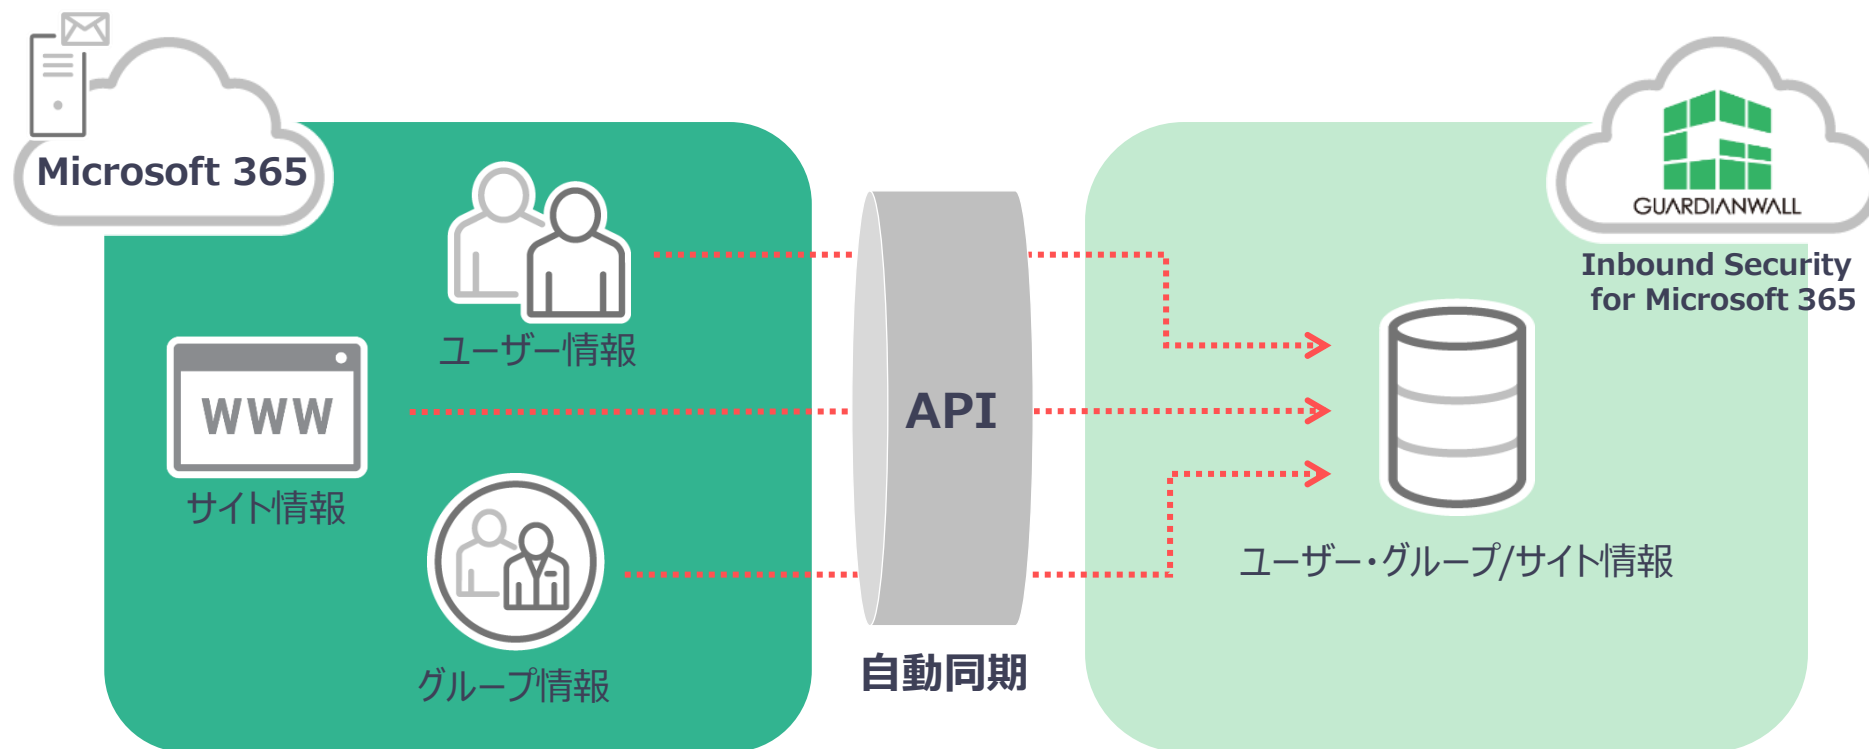 Microsoft 365
ユーザー情報
WWW
サイト情報
グループ情報
API
自動同期
GUARDIANWALL
Inbound Security
for Microsoft 365
ユーザー・グループ/サイト情報